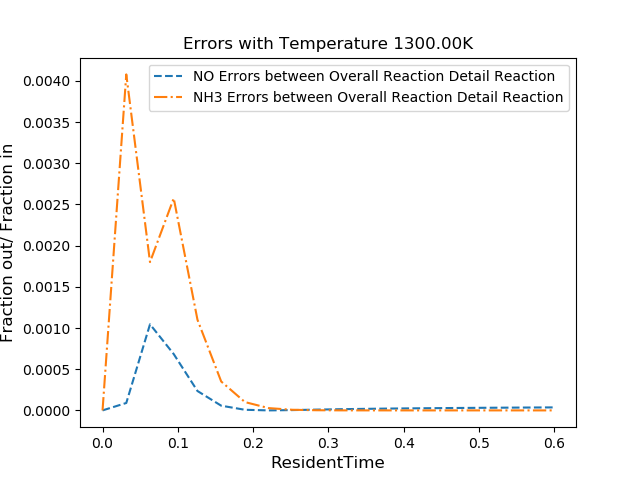 Errors with Temperature 1300.00K
NO Errors between Overall Reaction Detail Reaction
NH3 Errors between Overall Reaction Detail Reaction
Fraction out/ Fraction in
0.0040
0.0035
0.0030
0.0025
0.0020
0.0015
0.0010
0.0005
0.0000
0.0 0.1 0.2 0.3 0.4 0.5 0.6
ResidentTime